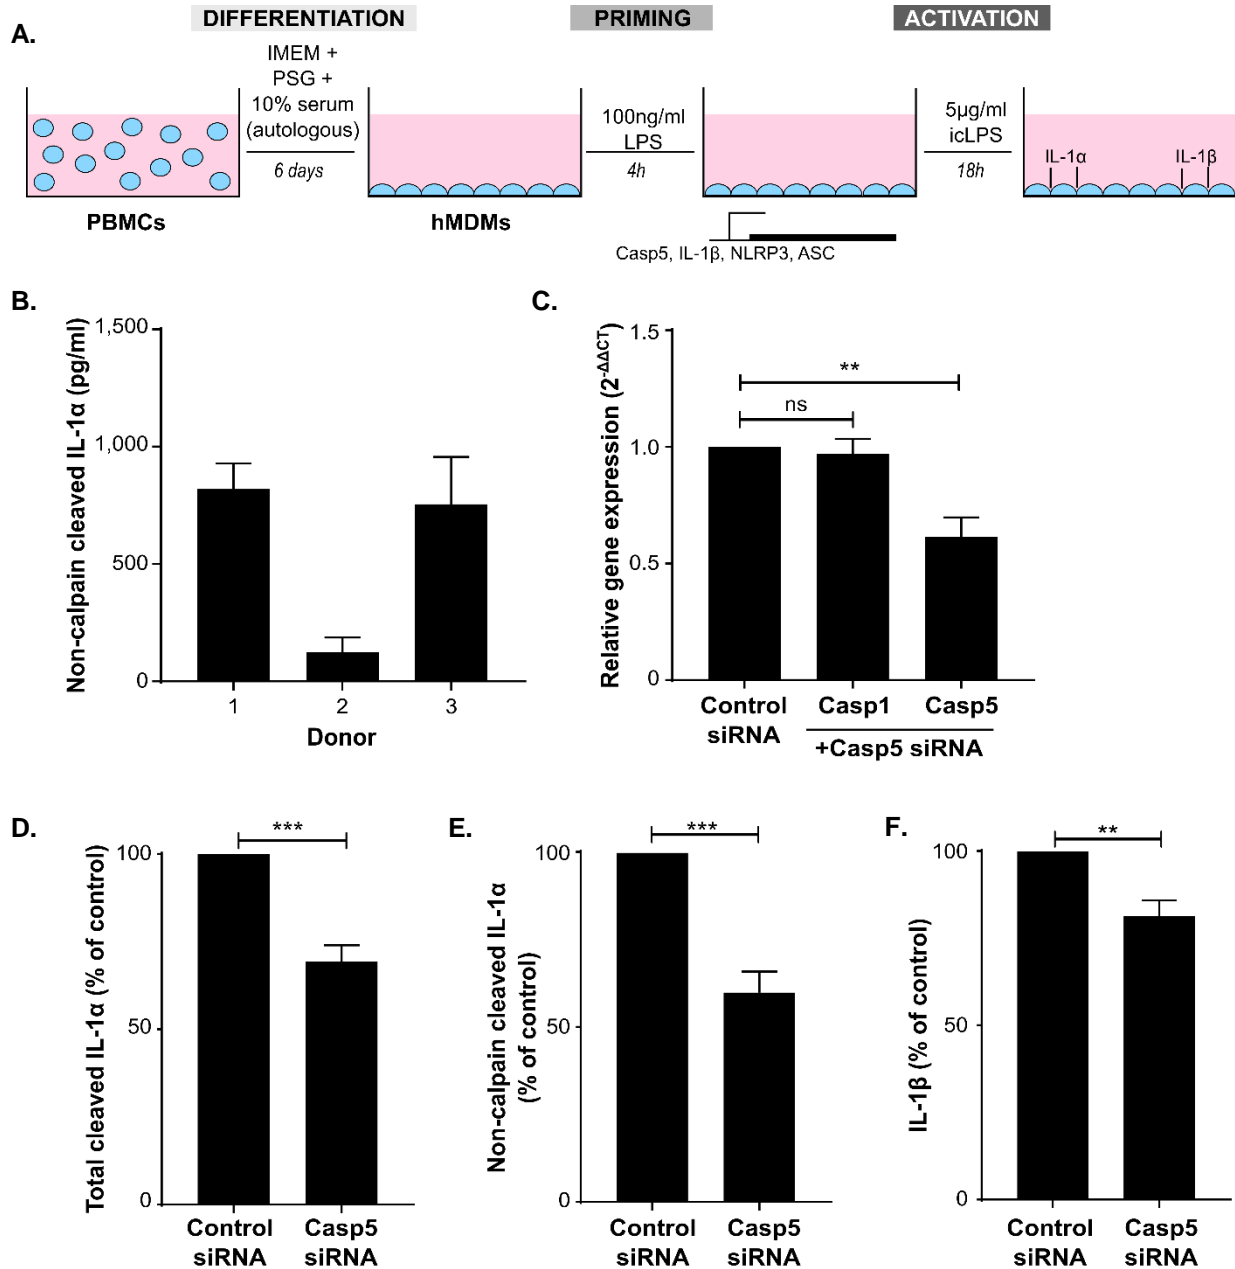 A.
DIFFERENTIATION
PRIMING
ACTIVATION
IMEM +
PSG +
10% serum
(autologous)
6 days
100ng/ml
LPS
4h
5µg/ml
icLPS
18h
IL-1α
IL-1β
PBMCs
hMDMs
Casp5, IL-1β, NLRP3, ASC
B.
Non-calpain cleaved IL-1α (pg/ml)
1,500
1,000
500
0
1 2 3
Donor
C.
Relative gene expression (2^-ΔΔCT)
1.5
1.0
0.5
0
**
ns
Control
siRNA
Casp1 Casp5
+Casp5 siRNA
D.
Total cleaved IL-1α (% of control)
100
50
0
***
Control
siRNA
Casp5
siRNA
E.
Non-calpain cleaved IL-1α
(% of control)
100
50
0
***
Control
siRNA
Casp5
siRNA
F.
IL-1β (% of control)
100
50
0
**
Control
siRNA
Casp5
siRNA